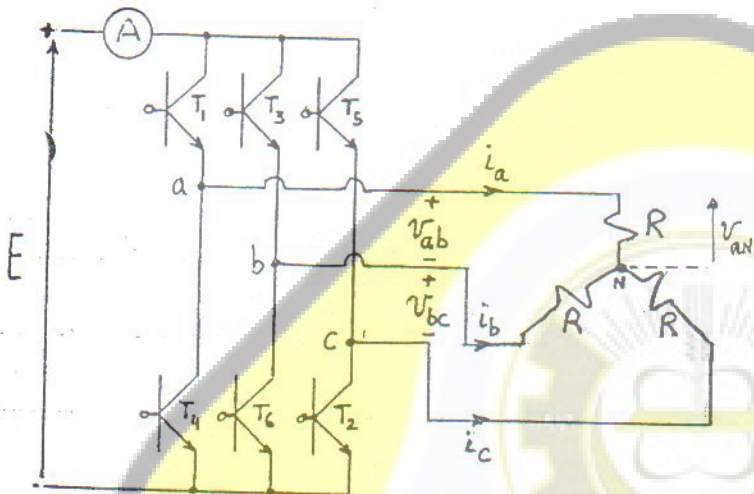 +
A
T₁
T₃
T₅
a
i_a
+
v_ab
-
R
v_aN
E
b
+
v_bc
-
i_b
N
R
R
c
T₄
T₆
T₂
i_c
-